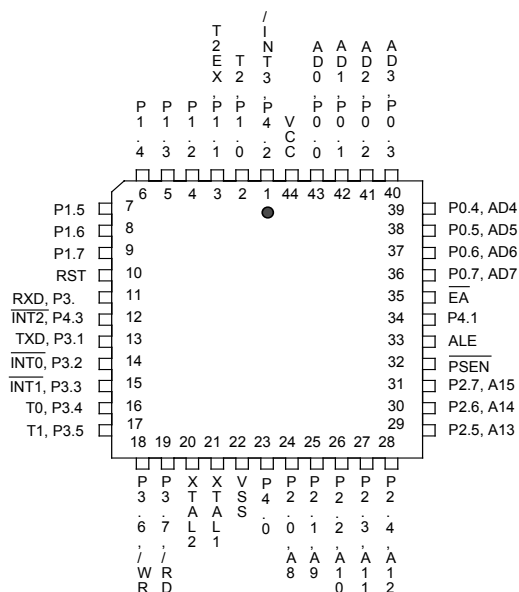 P1.4
P1.3
P1.2
T2EX,P1.1
T2,P1.0
/INT3,P4.2
VCC
AD0,P0.0
AD1,P0.1
AD2,P0.2
AD3,P0.3
6 5 4 3 2 1 44 43 42 41 40
P1.5 7
P1.6 8
P1.7 9
RST 10
RXD, P3. 11
INT2, P4.3 12
TXD, P3.1 13
INT0, P3.2 14
INT1, P3.3 15
T0, P3.4 16
T1, P3.5 17
39 P0.4, AD4
38 P0.5, AD5
37 P0.6, AD6
36 P0.7, AD7
35 EA
34 P4.1
33 ALE
32 PSEN
31 P2.7, A15
30 P2.6, A14
29 P2.5, A13
18 19 20 21 22 23 24 25 26 27 28
P3.6,/WR
P3.7,/RD
XTAL2
XTAL1
VSS
P4.0
P2.0,A8
P2.1,A9
P2.2,A10
P2.3,A11
P2.4,A12